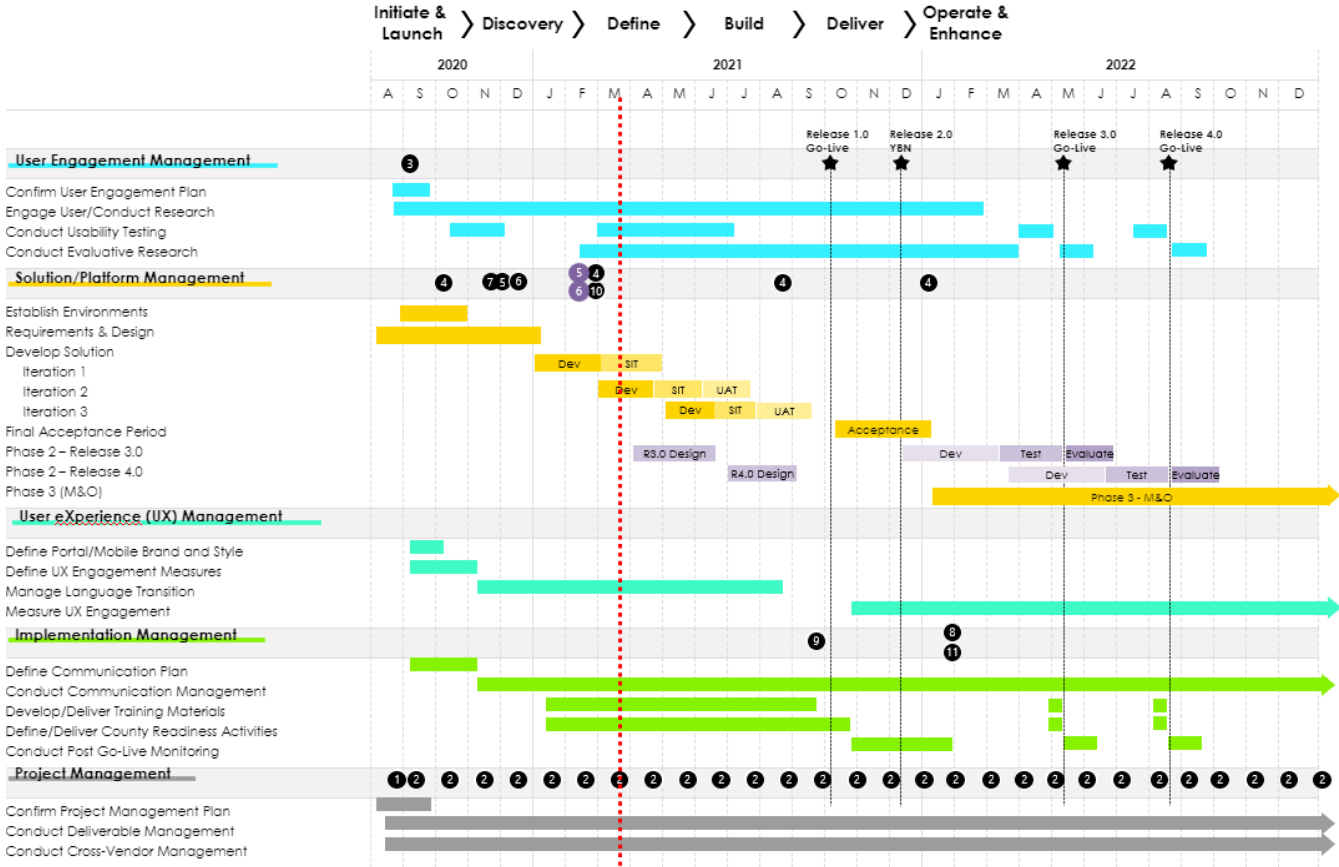 Initiate & Launch
Discovery
Define
Build
Deliver
Operate & Enhance
2020 2021 2022
A S O N D J F M A M J J A S O N D J F M A M J J A S O N D
Release 1.0 Go-Live
Release 2.0 YBN
Release 3.0 Go-Live
Release 4.0 Go-Live
User Engagement Management 3
Confirm User Engagement Plan
Engage User/Conduct Research
Conduct Usability Testing
Conduct Evaluative Research
Solution/Platform Management 4 7 5 6 5 4 6 10 4 4
Establish Environments
Requirements & Design
Develop Solution
Iteration 1 Dev SIT
Iteration 2 Dev SIT UAT
Iteration 3 Dev SIT UAT
Final Acceptance Period Acceptance
Phase 2 – Release 3.0 R3.0 Design Dev Test Evaluate
Phase 2 – Release 4.0 R4.0 Design Dev Test Evaluate
Phase 3 (M&O) Phase 3 - M&O
User eXperience (UX) Management
Define Portal/Mobile Brand and Style
Define UX Engagement Measures
Manage Language Transition
Measure UX Engagement
Implementation Management 9 8 11
Define Communication Plan
Conduct Communication Management
Develop/Deliver Training Materials
Define/Deliver County Readiness Activities
Conduct Post Go-Live Monitoring
Project Management 1 2 2 2 2 2 2 2 2 2 2 2 2 2 2 2 2 2 2 2 2 2 2 2 2 2 2 2 2
Confirm Project Management Plan
Conduct Deliverable Management
Conduct Cross-Vendor Management